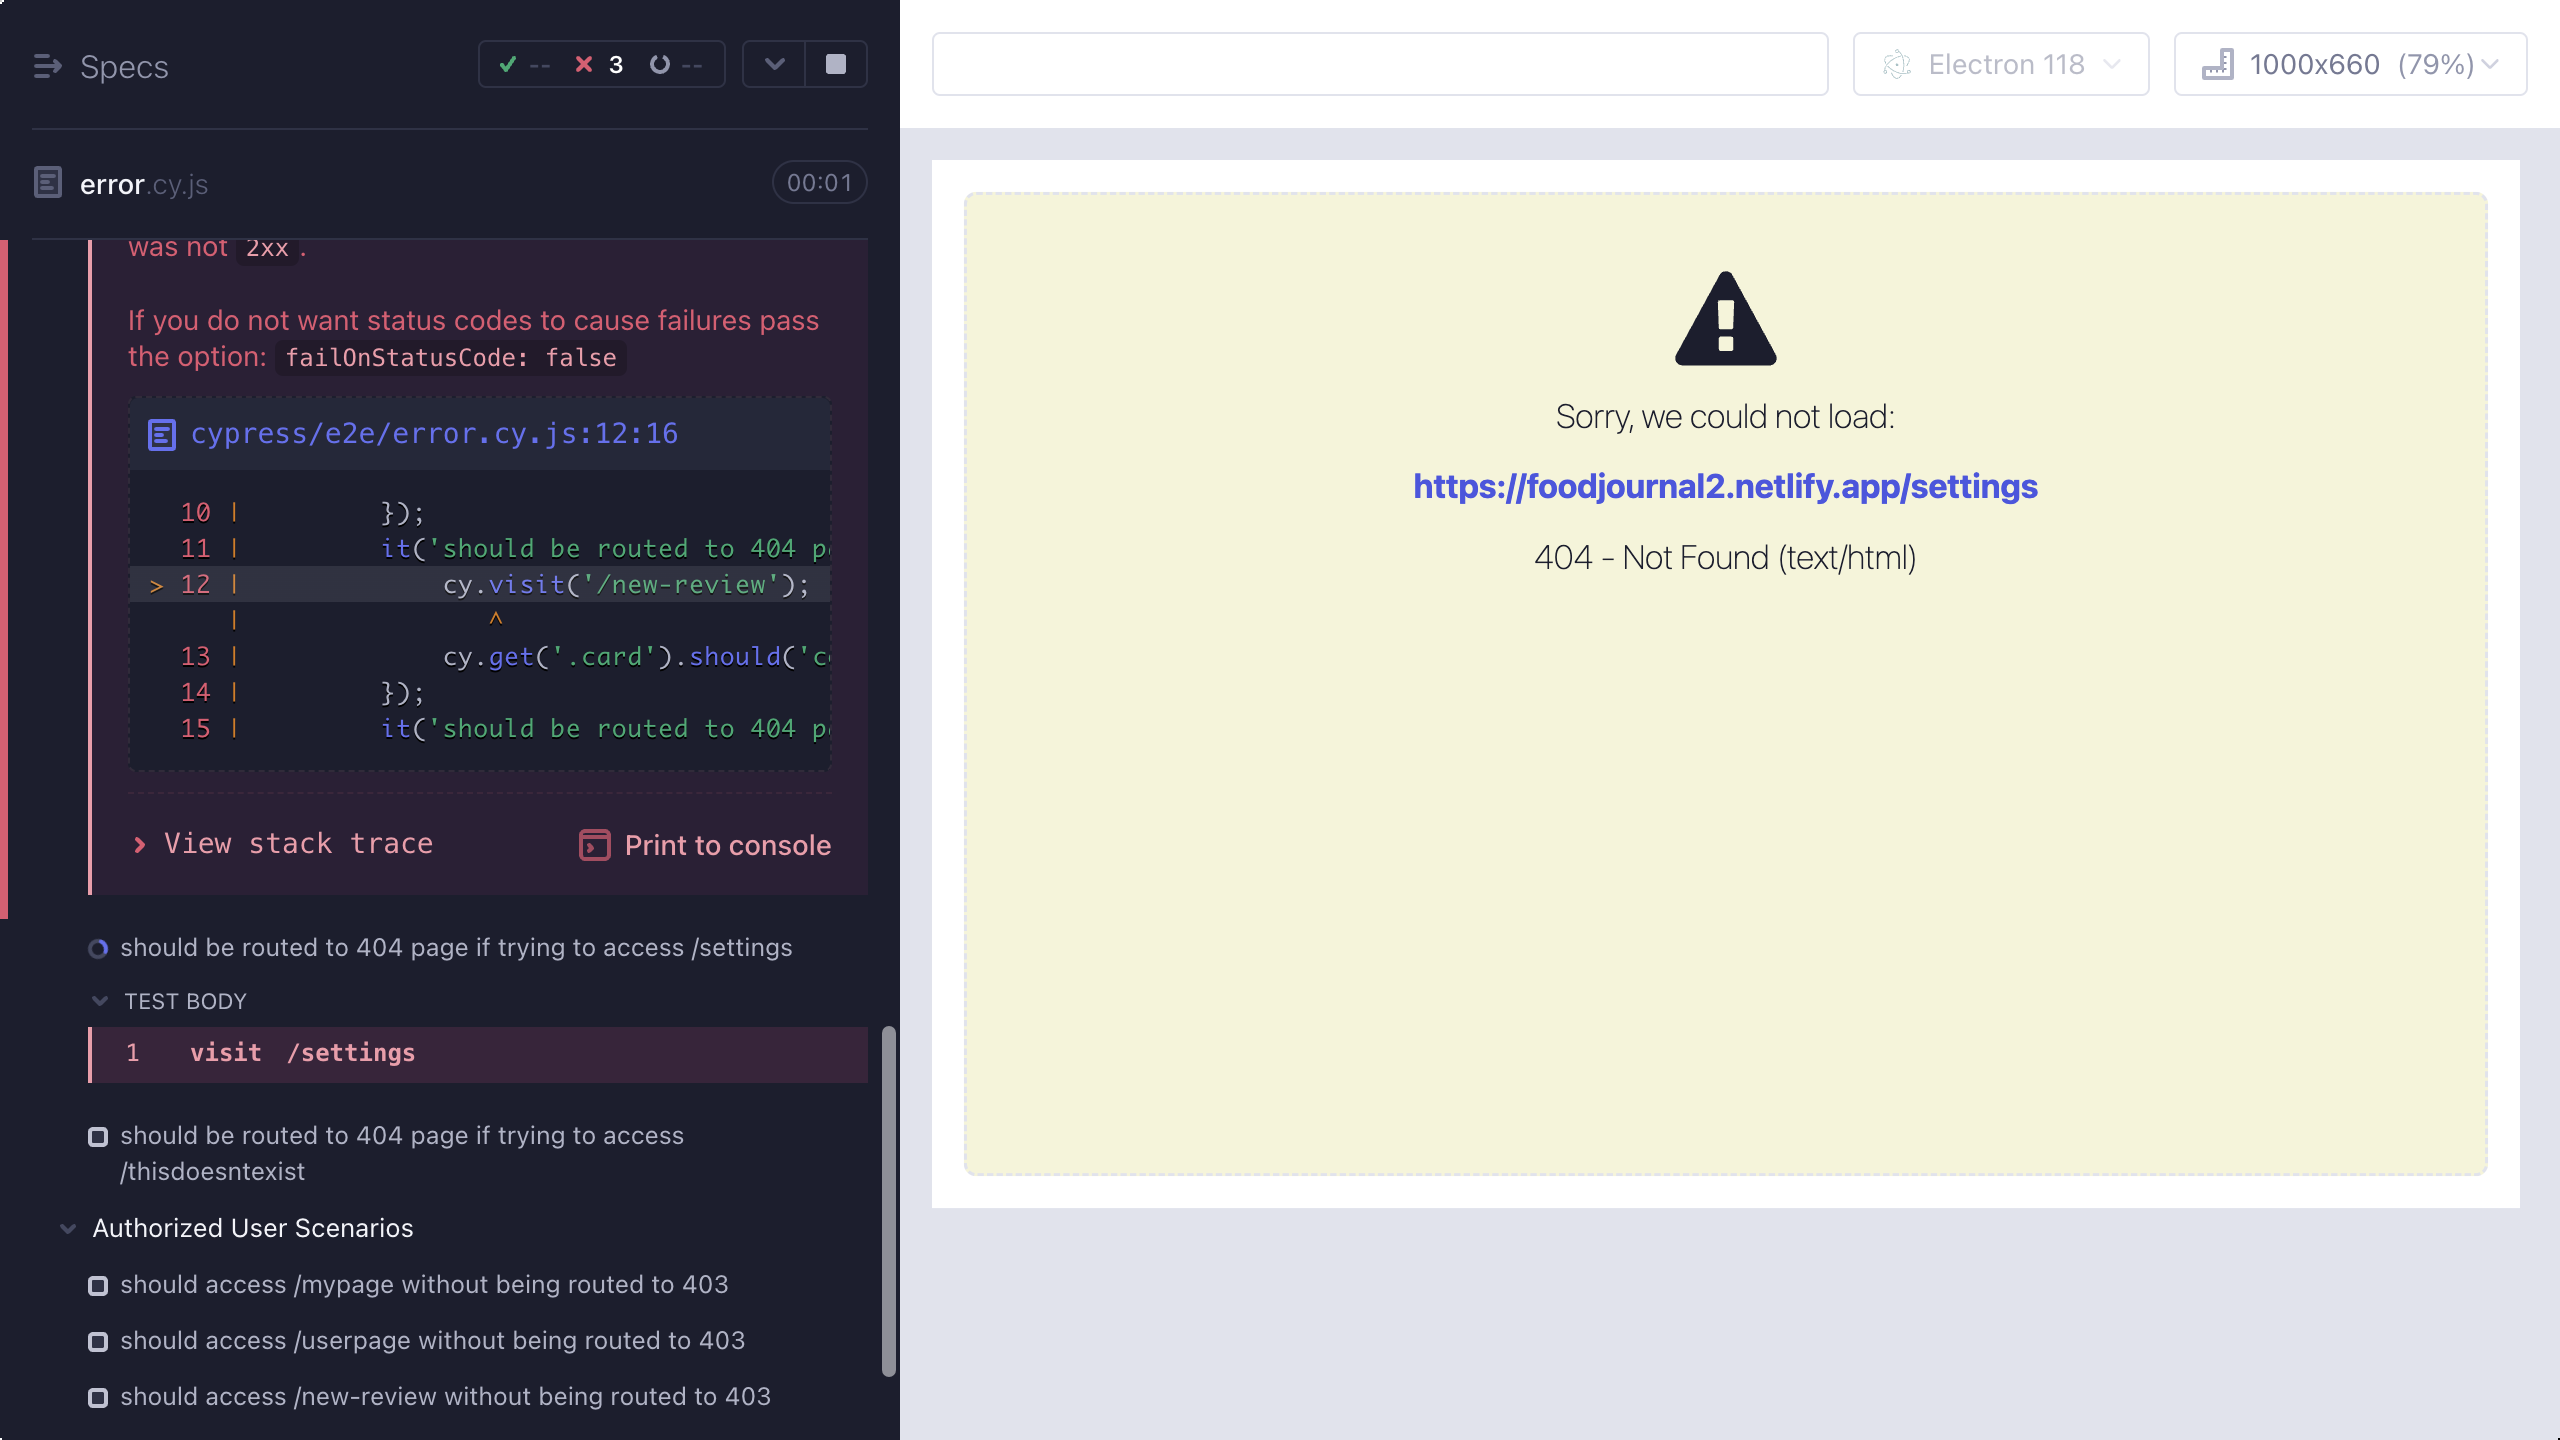 Specs
-- 3 --
error.cy.js 00:01
was not 2xx.
If you do not want status codes to cause failures pass
the option: failOnStatusCode: false
cypress/e2e/error.cy.js:12:16
10 | });
11 | it('should be routed to 404 p
> 12 | cy.visit('/new-review');
| ^
13 | cy.get('.card').should('c
14 | });
15 | it('should be routed to 404 p
View stack trace
Print to console
should be routed to 404 page if trying to access /settings
TEST BODY
1 visit /settings
should be routed to 404 page if trying to access
/thisdoesntexist
Authorized User Scenarios
should access /mypage without being routed to 403
should access /userpage without being routed to 403
should access /new-review without being routed to 403
Electron 118
1000x660 (79%)
Sorry, we could not load:
https://foodjournal2.netlify.app/settings
404 - Not Found (text/html)